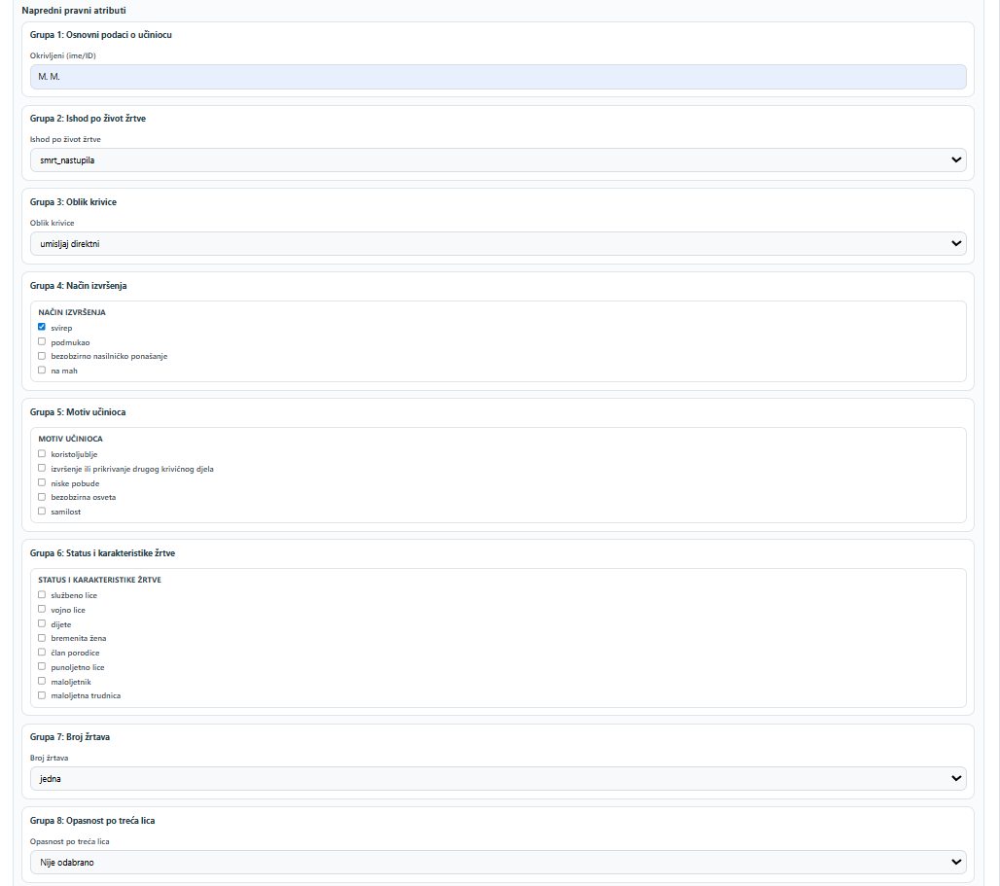 Napredni pravni atributi
Grupa 1: Osnovni podaci o učiniocu
Okrivljeni (ime/ID)
M. M.
Grupa 2: Ishod po život žrtve
Ishod po život žrtve
smrt_nastupila
Grupa 3: Oblik krivice
Oblik krivice
umisljaj direktni
Grupa 4: Način izvršenja
NAČIN IZVRŠENJA
svirep
podmukao
bezobzirno nasilničko ponašanje
na mah
Grupa 5: Motiv učinioca
MOTIV UČINIOCA
koristoljublje
izvršenje ili prikrivanje drugog krivičnog djela
niske pobude
bezobzirna osveta
samilost
Grupa 6: Status i karakteristike žrtve
STATUS I KARAKTERISTIKE ŽRTVE
službeno lice
vojno lice
dijete
bremenita žena
član porodice
punoljetno lice
maloljetnik
maloljetna trudnica
Grupa 7: Broj žrtava
Broj žrtava
jedna
Grupa 8: Opasnost po treća lica
Opasnost po treća lica
Nije odabrano